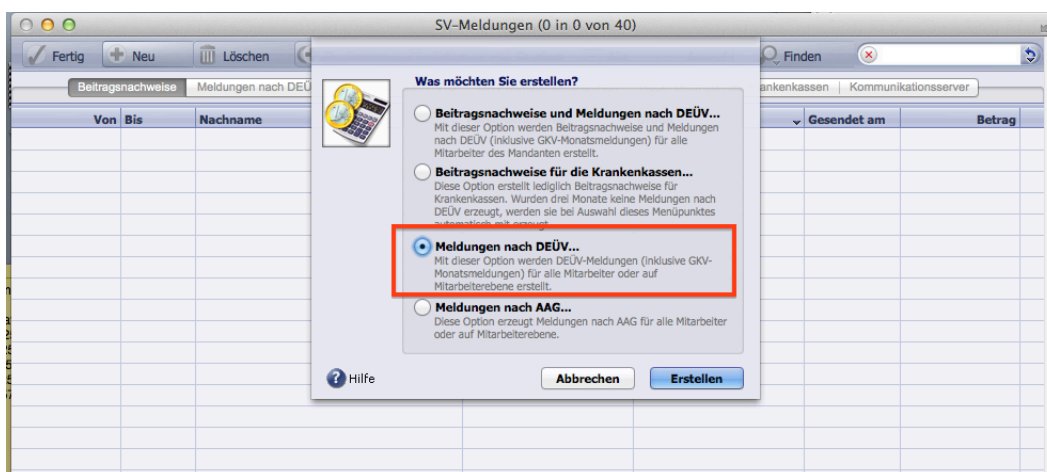 SV-Meldungen (0 in 0 von 40)
Fertig Neu Löschen Finden
Beitragsnachweise Meldungen nach DEÜ ankenkassen Kommunikationsserver
Von Bis Nachname Gesendet am Betrag
Was möchten Sie erstellen?
Beitragsnachweise und Meldungen nach DEÜV...
Mit dieser Option werden Beitragsnachweise und Meldungen
nach DEÜV (inklusive GKV-Monatsmeldungen) für alle
Mitarbeiter des Mandanten erstellt.
Beitragsnachweise für die Krankenkassen...
Diese Option erstellt lediglich Beitragsnachweise für
Krankenkassen. Wurden drei Monate keine Meldungen nach
DEÜV erzeugt, werden sie bei Auswahl dieses Menüpunktes
automatisch mit erzeugt.
Meldungen nach DEÜV...
Mit dieser Option werden DEÜV-Meldungen (inklusive GKV-
Monatsmeldungen) für alle Mitarbeiter oder auf
Mitarbeiterebene erstellt.
Meldungen nach AAG...
Diese Option erzeugt Meldungen nach AAG für alle Mitarbeiter
oder auf Mitarbeiterebene.
Hilfe Abbrechen Erstellen